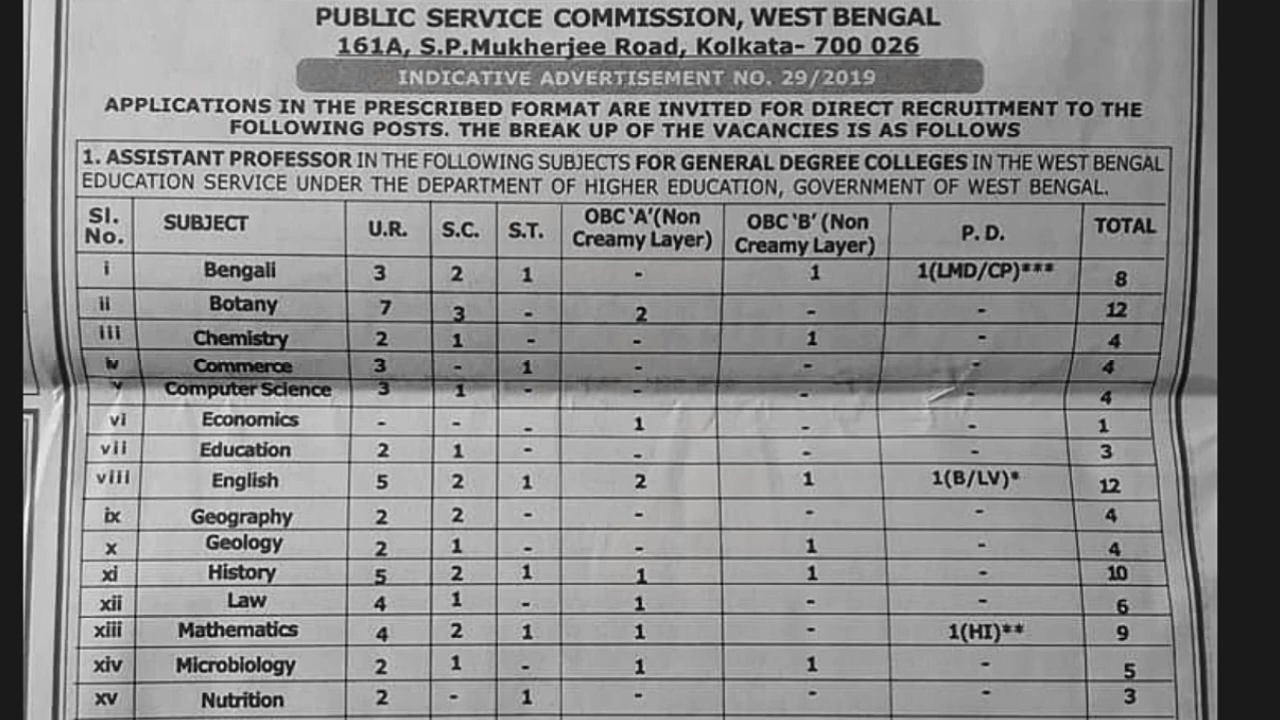 PUBLIC SERVICE COMMISSION, WEST BENGAL
161A, S.P.Mukherjee Road, Kolkata- 700 026
INDICATIVE ADVERTISEMENT NO. 29/2019
APPLICATIONS IN THE PRESCRIBED FORMAT ARE INVITED FOR DIRECT RECRUITMENT TO THE
FOLLOWING POSTS. THE BREAK UP OF THE VACANCIES IS AS FOLLOWS
1. ASSISTANT PROFESSOR IN THE FOLLOWING SUBJECTS FOR GENERAL DEGREE COLLEGES IN THE WEST BENGAL
EDUCATION SERVICE UNDER THE DEPARTMENT OF HIGHER EDUCATION, GOVERNMENT OF WEST BENGAL.
Sl. No. SUBJECT U.R. S.C. S.T. OBC 'A'(Non Creamy Layer) OBC 'B' (Non Creamy Layer) P. D. TOTAL
i Bengali 3 2 1 - 1 1(LMD/CP)*** 8
ii Botany 7 3 - 2 - - 12
iii Chemistry 2 1 - - 1 - 4
iv Commerce 3 - 1 - - - 4
v Computer Science 3 1 - - - - 4
vi Economics - - - 1 - - 1
vii Education 2 1 - - - - 3
viii English 5 2 1 2 1 1(B/LV)* 12
ix Geography 2 2 - - - - 4
x Geology 2 1 - - 1 - 4
xi History 5 2 1 1 1 - 10
xii Law 4 1 - 1 - - 6
xiii Mathematics 4 2 1 1 - 1(HI)** 9
xiv Microbiology 2 1 - 1 1 - 5
xv Nutrition 2 - 1 - - - 3